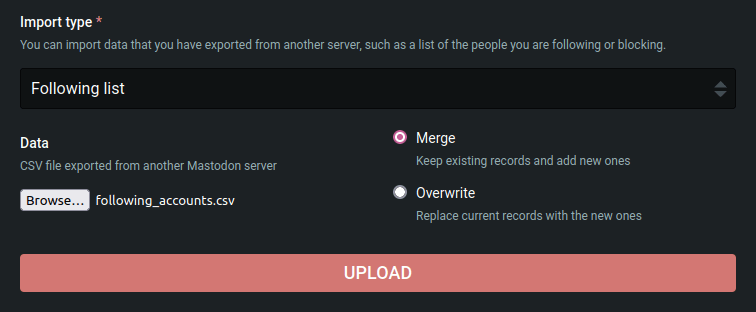 Import type *
You can import data that you have exported from another server, such as a list of the people you are following or blocking.
Following list
Data
CSV file exported from another Mastodon server
Browse... following_accounts.csv
Merge
Keep existing records and add new ones
Overwrite
Replace current records with the new ones
UPLOAD